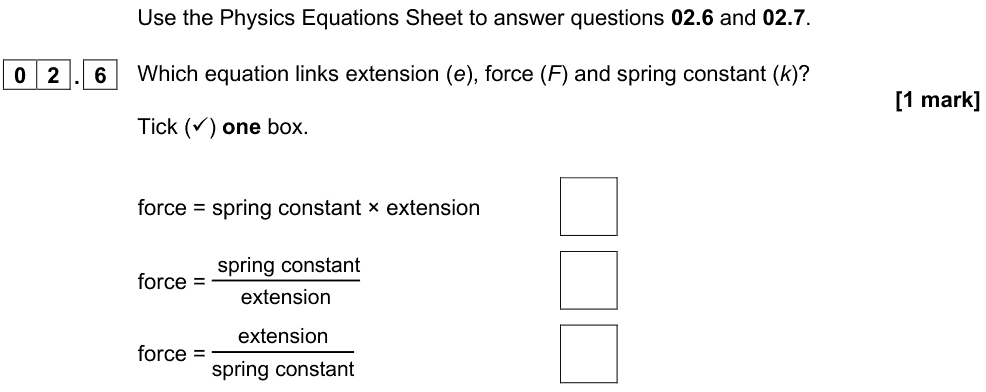 Use the Physics Equations Sheet to answer questions 02.6 and 02.7.
0 2 . 6 Which equation links extension (e), force (F) and spring constant (k)?
[1 mark]
Tick (✓) one box.
force = spring constant × extension
force = spring constant / extension
force = extension / spring constant